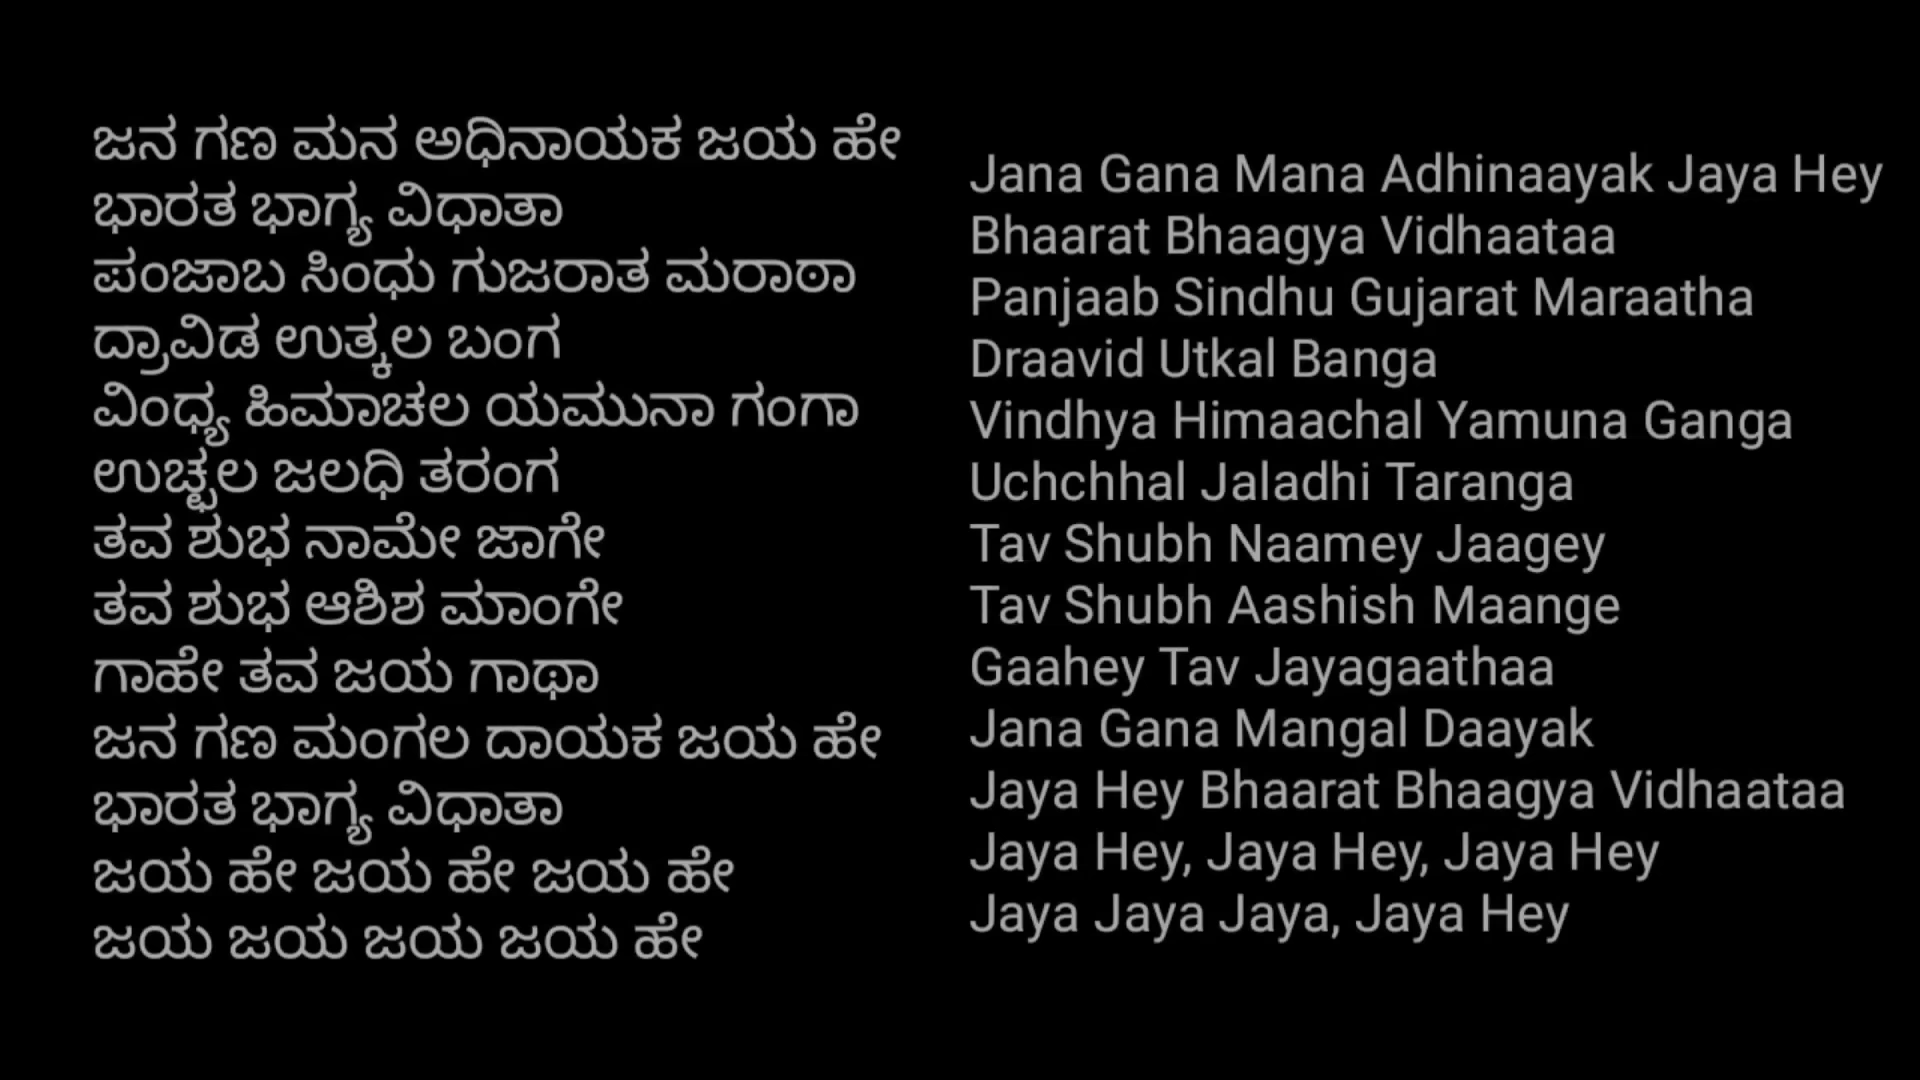 ಜನ ಗಣ ಮನ ಅಧಿನಾಯಕ ಜಯ ಹೇ
ಭಾರತ ಭಾಗ್ಯ ವಿಧಾತಾ
ಪಂಜಾಬ ಸಿಂಧು ಗುಜರಾತ ಮರಾಠಾ
ದ್ರಾವಿಡ ಉತ್ಕಲ ಬಂಗ
ವಿಂಧ್ಯ ಹಿಮಾಚಲ ಯಮುನಾ ಗಂಗಾ
ಉಚ್ಛಲ ಜಲಧಿ ತರಂಗ
ತವ ಶುಭ ನಾಮೇ ಜಾಗೇ
ತವ ಶುಭ ಆಶಿಶ ಮಾಂಗೇ
ಗಾಹೇ ತವ ಜಯ ಗಾಥಾ
ಜನ ಗಣ ಮಂಗಲ ದಾಯಕ ಜಯ ಹೇ
ಭಾರತ ಭಾಗ್ಯ ವಿಧಾತಾ
ಜಯ ಹೇ ಜಯ ಹೇ ಜಯ ಹೇ
ಜಯ ಜಯ ಜಯ ಜಯ ಹೇ
Jana Gana Mana Adhinaayak Jaya Hey
Bhaarat Bhaagya Vidhaataa
Panjaab Sindhu Gujarat Maraatha
Draavid Utkal Banga
Vindhya Himaachal Yamuna Ganga
Uchchhal Jaladhi Taranga
Tav Shubh Naamey Jaagey
Tav Shubh Aashish Maange
Gaahey Tav Jayagaathaa
Jana Gana Mangal Daayak
Jaya Hey Bhaarat Bhaagya Vidhaataa
Jaya Hey, Jaya Hey, Jaya Hey
Jaya Jaya Jaya, Jaya Hey